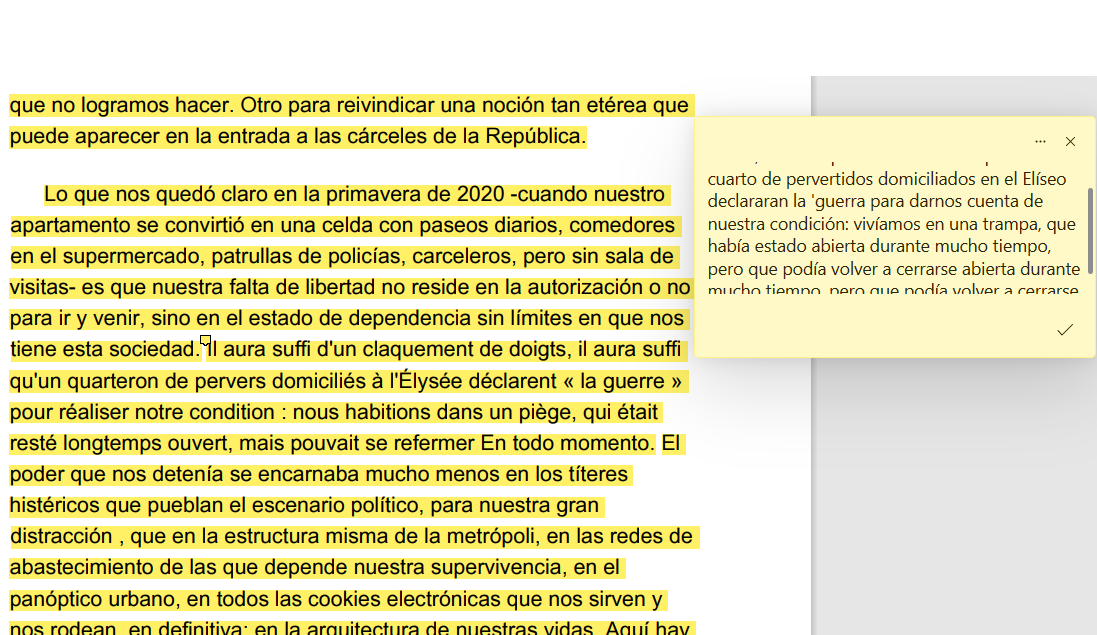 que no logramos hacer. Otro para reivindicar una noción tan etérea que
puede aparecer en la entrada a las cárceles de la República.
Lo que nos quedó claro en la primavera de 2020 -cuando nuestro
apartamento se convirtió en una celda con paseos diarios, comedores
en el supermercado, patrullas de policías, carceleros, pero sin sala de
visitas- es que nuestra falta de libertad no reside en la autorización o no
para ir y venir, sino en el estado de dependencia sin límites en que nos
tiene esta sociedad. Il aura suffi d'un claquement de doigts, il aura suffi
qu'un quarteron de pervers domiciliés à l'Élysée déclarent « la guerre »
pour réaliser notre condition : nous habitions dans un piège, qui était
resté longtemps ouvert, mais pouvait se refermer En todo momento. El
poder que nos detenía se encarnaba mucho menos en los títeres
histéricos que pueblan el escenario político, para nuestra gran
distracción , que en la estructura misma de la metrópoli, en las redes de
abastecimiento de las que depende nuestra supervivencia, en el
panóptico urbano, en todos las cookies electrónicas que nos sirven y
nos rodean, en definitiva: en la arquitectura de nuestras vidas. Aquí hay
cuarto de pervertidos domiciliados en el Elíseo
declararan la 'guerra para darnos cuenta de
nuestra condición: vivíamos en una trampa, que
había estado abierta durante mucho tiempo,
pero que podía volver a cerrarse abierta durante
mucho tiempo, pero que podía volver a cerrarse